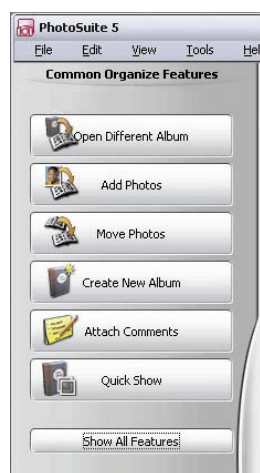 PhotoSuite 5
File Edit View Tools Hel
Common Organize Features
Open Different Album
Add Photos
Move Photos
Create New Album
Attach Comments
Quick Show
Show All Features